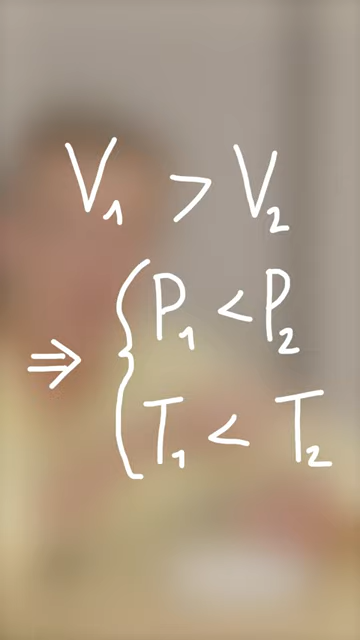 V₁ > V₂
⇒ { P₁ < P₂
T₁ < T₂